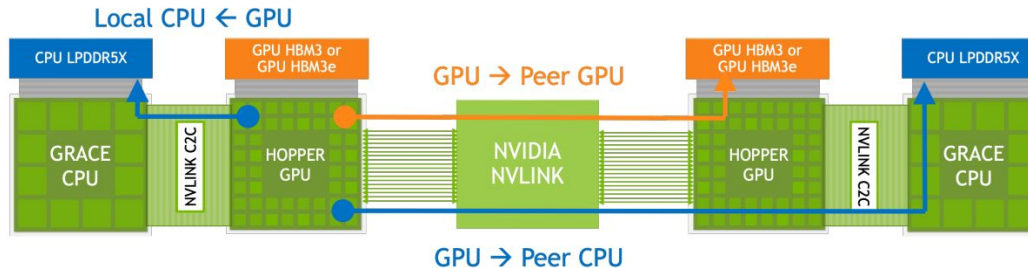 Local CPU ← GPU
CPU LPDDR5X
GPU HBM3 or
GPU HBM3e
GPU → Peer GPU
GPU HBM3 or
GPU HBM3e
CPU LPDDR5X
GRACE
CPU
NVLINK C2C
HOPPER
GPU
NVIDIA
NVLINK
HOPPER
GPU
NVLINK C2C
GRACE
CPU
GPU → Peer CPU